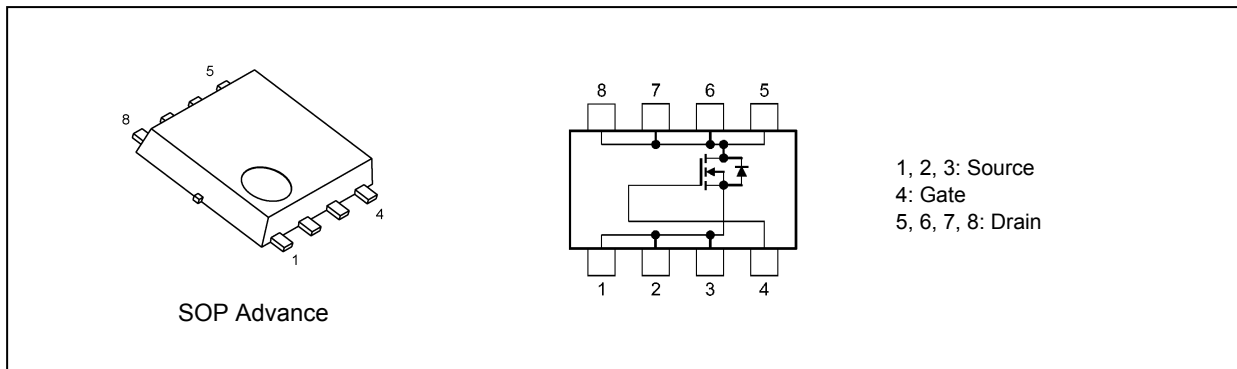 5
8
4
1
SOP Advance
8 7 6 5
1 2 3 4
1, 2, 3: Source
4: Gate
5, 6, 7, 8: Drain